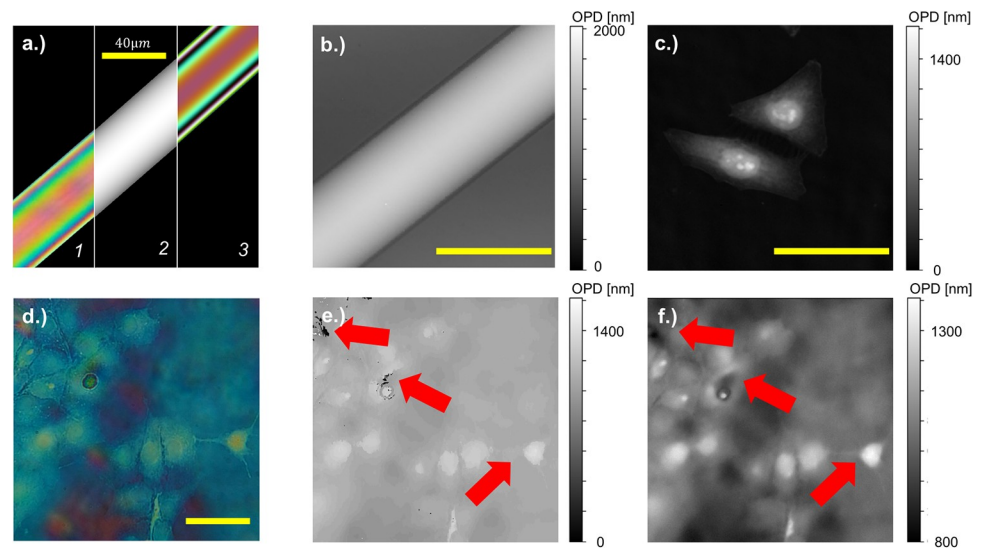 a.)
40µm
1
2
3
b.)
OPD [nm]
2000
0
c.)
OPD [nm]
1400
0
d.)
e.)
OPD [nm]
1400
0
f.)
OPD [nm]
1300
800